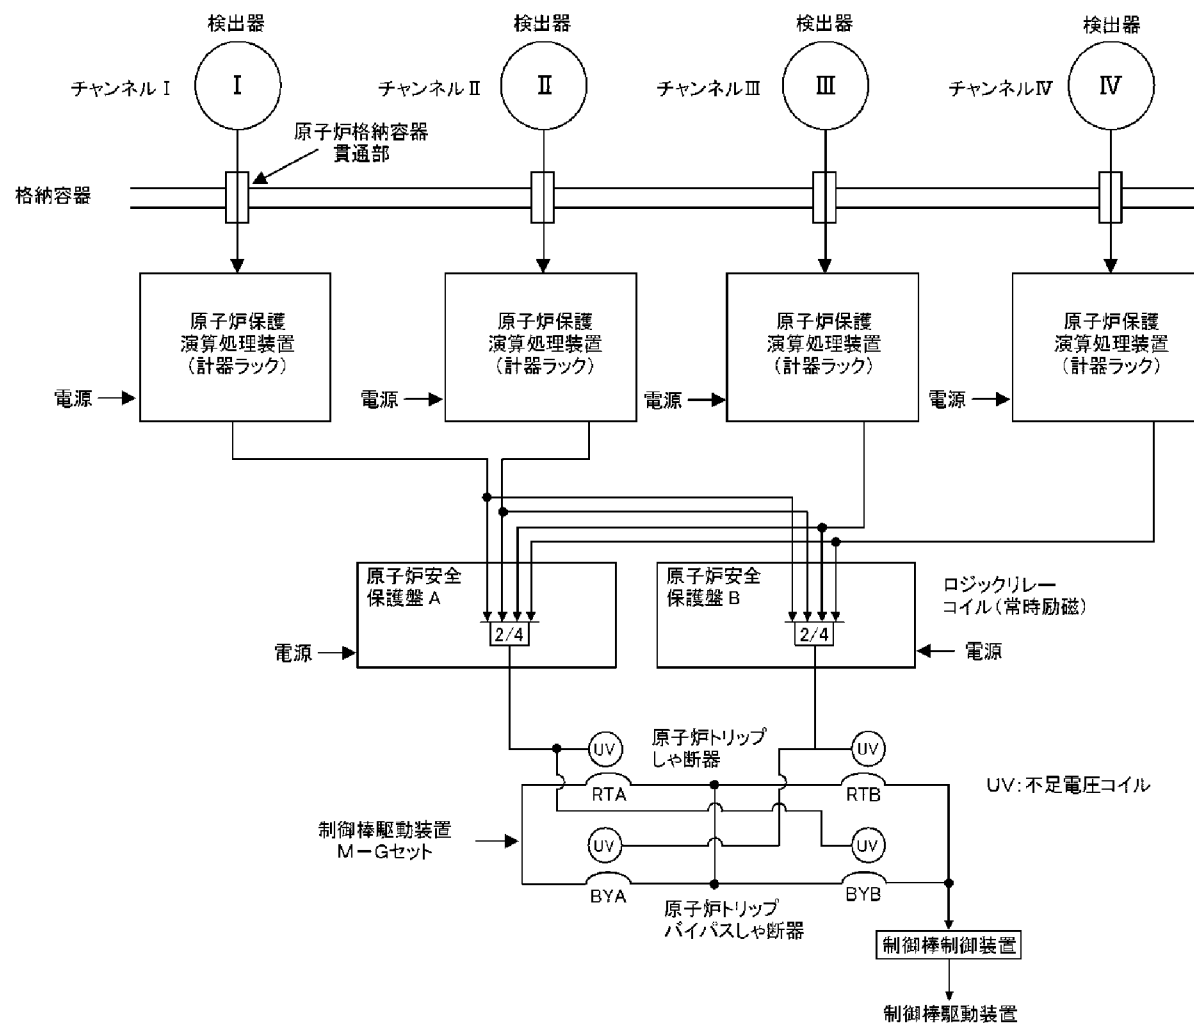 検出器
検出器
検出器
検出器
チャンネルⅠ
Ⅰ
チャンネルⅡ
Ⅱ
チャンネルⅢ
Ⅲ
チャンネルⅣ
Ⅳ
原子炉格納容器
貫通部
格納容器
原子炉保護
演算処理装置
(計器ラック)
原子炉保護
演算処理装置
(計器ラック)
原子炉保護
演算処理装置
(計器ラック)
原子炉保護
演算処理装置
(計器ラック)
電源
電源
電源
電源
原子炉安全
保護盤A
2/4
電源
原子炉安全
保護盤B
2/4
電源
ロジックリレー
コイル(常時励磁)
UV
原子炉トリップ
しゃ断器
UV
RTA
RTB
UV:不足電圧コイル
制御棒駆動装置
M-Gセット
UV
UV
BYA
BYB
原子炉トリップ
バイパスしゃ断器
制御棒制御装置
制御棒駆動装置